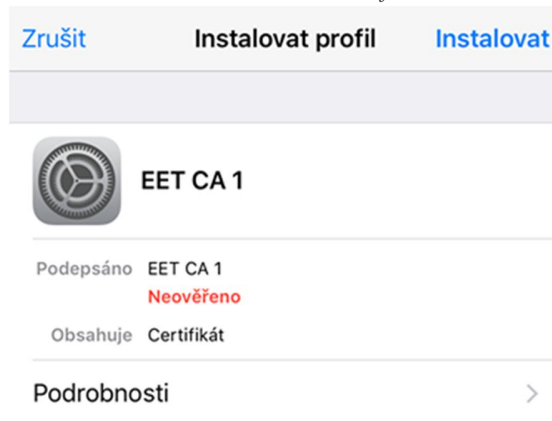 Zrušit Instalovat profil Instalovat
EET CA 1
Podepsáno EET CA 1
Neověřeno
Obsahuje Certifikát
Podrobnosti